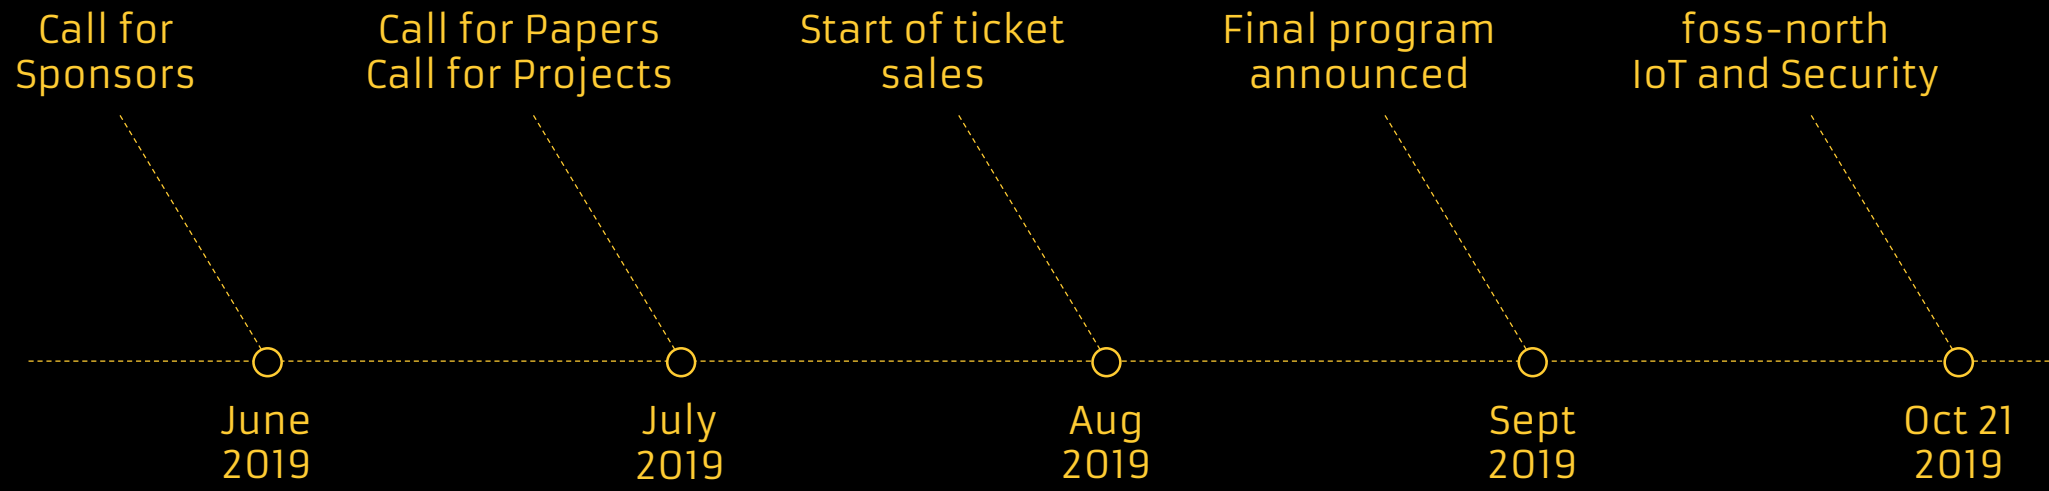 Call for
Sponsors
Call for Papers
Call for Projects
Start of ticket
sales
Final program
announced
foss-north
IoT and Security
June
2019
July
2019
Aug
2019
Sept
2019
Oct 21
2019